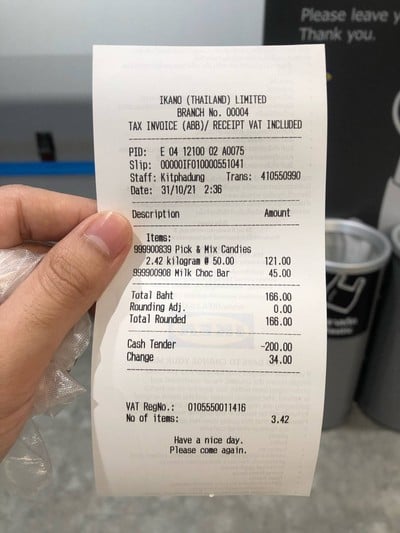 Please leave y
Thank you.
IKANO (THAILAND) LIMITED
BRANCH No. 00004
TAX INVOICE (ABB)/ RECEIPT VAT INCLUDED
PID: E 04 12100 02 A0075
Slip: 00000IF010000551041
Staff: Kitphadung Trans: 410550990
Date: 31/10/21 2:36
Description Amount
Items:
999900839 Pick & Mix Candies
2.42 kilogram # 50.00 121.00
999900908 Milk Choc Bar 45.00
Total Baht 166.00
Rounding Adj. 0.00
Total Rounded 166.00
Cash Tender -200.00
Change 34.00
VAT RegNo.: 0105550011416
No of items: 3.42
Have a nice day.
Please come again.